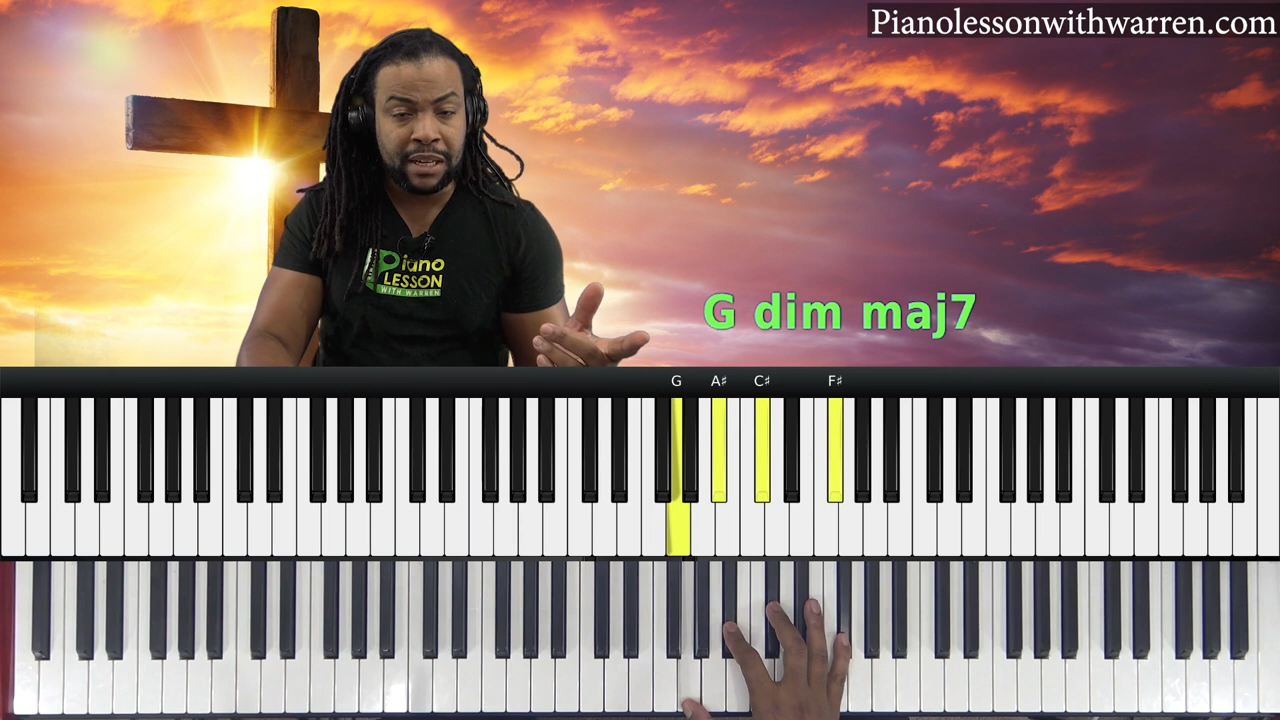 Pianolessonwithwarren.com
Piano
LESSON
WITH WARREN
G dim maj7
G A♯ C♯ F♯